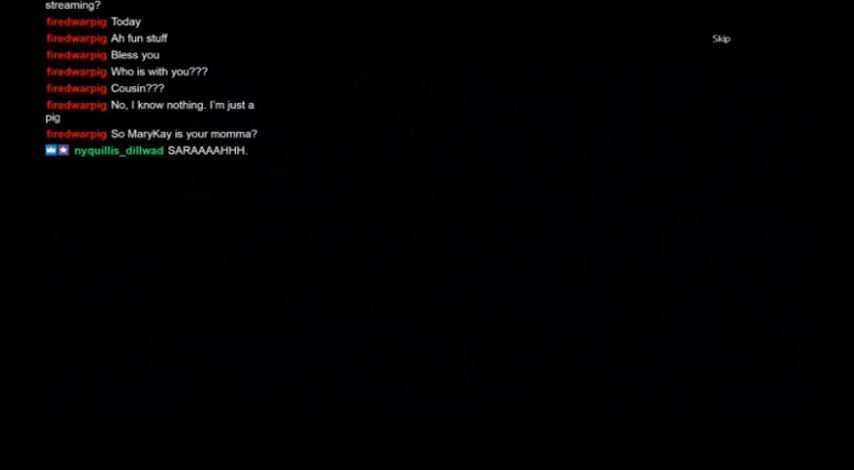 streaming?
firedwarpig Today
Skip
firedwarpig Ah fun stuff
firedwarpig Bless you
firedwarpig Who is with you???
firedwarpig Cousin???
firedwarpig No, I know nothing. I'm just a
pig
firedwarpig So MaryKay is your momma?
nyquillis_dillwad SARAAAAHHH.